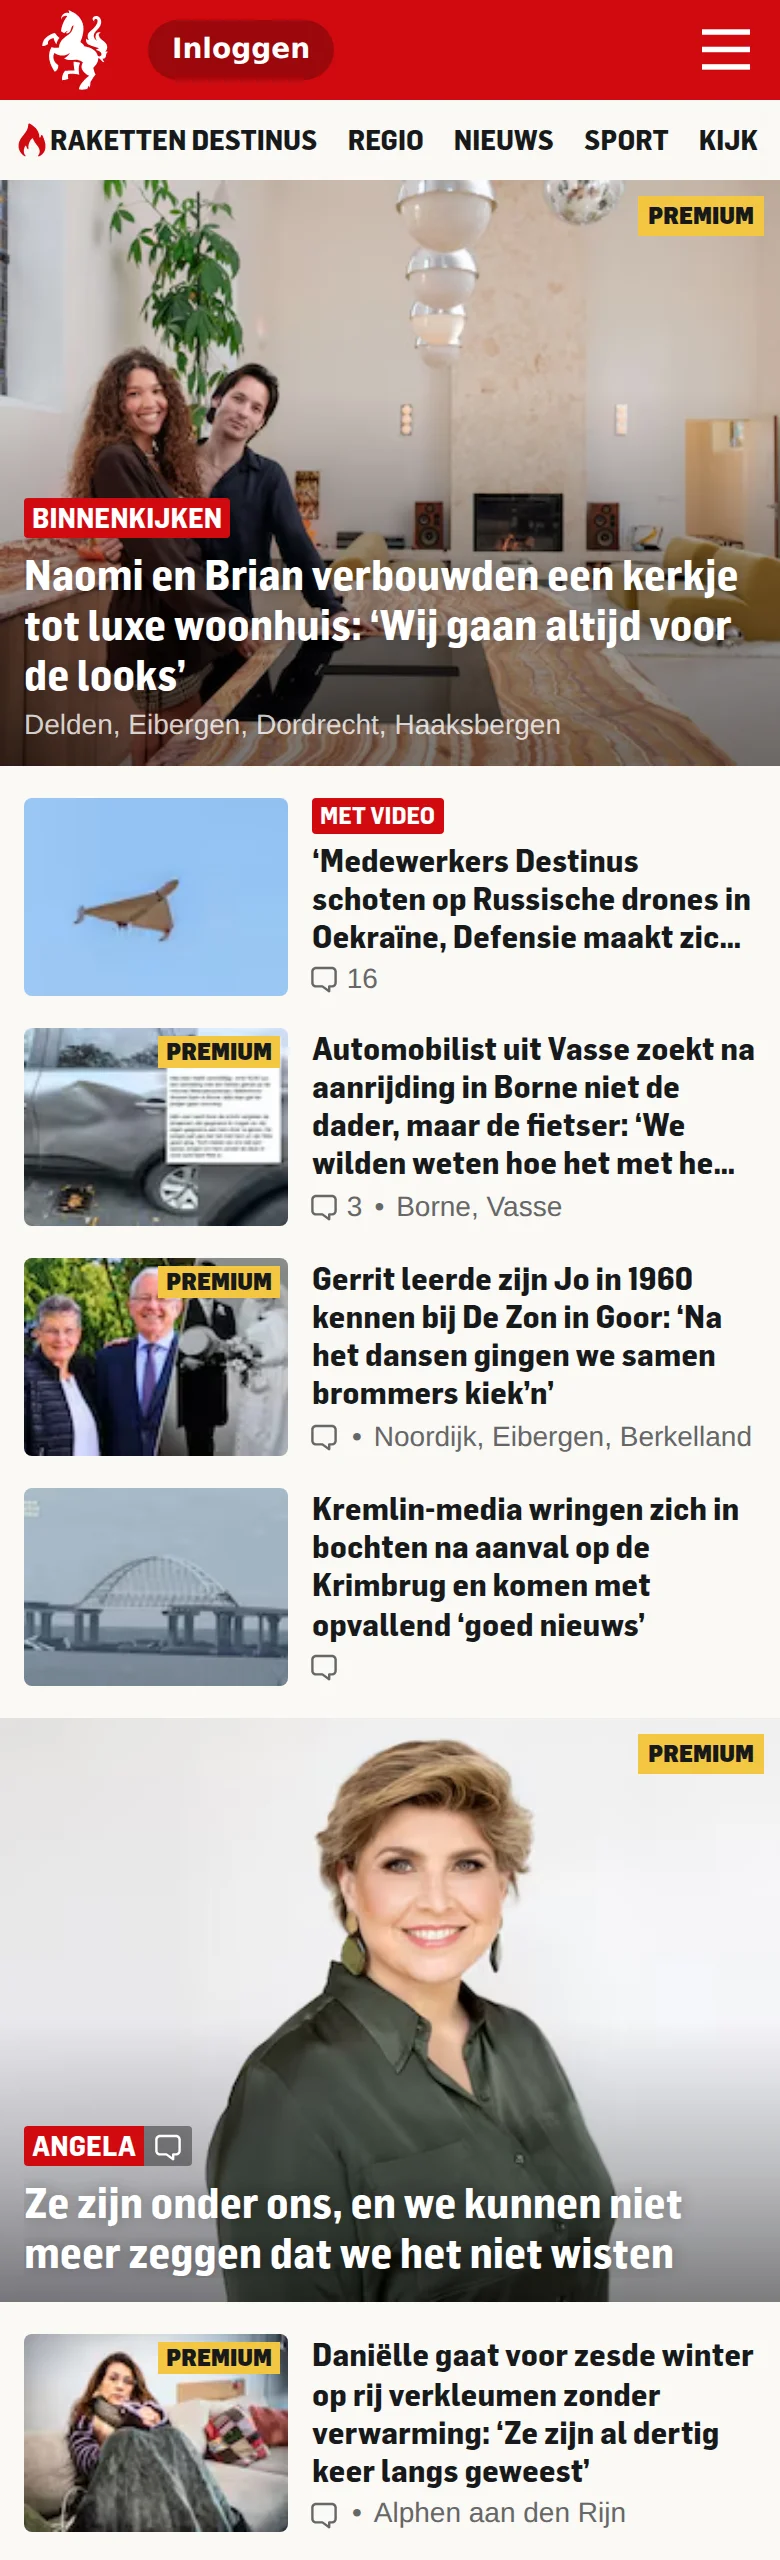 Inloggen
RAKETTEN DESTINUS REGIO NIEUWS SPORT KIJK
PREMIUM
BINNENKIJKEN
Naomi en Brian verbouwden een kerkje
tot luxe woonhuis: ‘Wij gaan altijd voor
de looks’
Delden, Eibergen, Dordrecht, Haaksbergen
MET VIDEO
‘Medewerkers Destinus
schoten op Russische drones in
Oekraïne, Defensie maakt zic...
16
PREMIUM
Automobilist uit Vasse zoekt na
aanrijding in Borne niet de
dader, maar de fietser: ‘We
wilden weten hoe het met he...
3 • Borne, Vasse
PREMIUM
Gerrit leerde zijn Jo in 1960
kennen bij De Zon in Goor: ‘Na
het dansen gingen we samen
brommers kiek’n’
• Noordijk, Eibergen, Berkelland
Kremlin-media wringen zich in
bochten na aanval op de
Krimbrug en komen met
opvallend ‘goed nieuws’
PREMIUM
ANGELA
Ze zijn onder ons, en we kunnen niet
meer zeggen dat we het niet wisten
PREMIUM
Daniëlle gaat voor zesde winter
op rij verkleumen zonder
verwarming: ‘Ze zijn al dertig
keer langs geweest’
• Alphen aan den Rijn